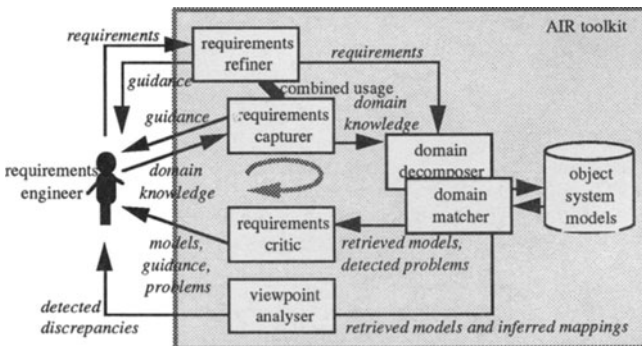 AIR toolkit
requirements
requirements
refiner
requirements
guidance
combined usage
guidance
requirements
capturer
domain
knowledge
requirements
engineer
domain
knowledge
domain
decomposer
domain
matcher
object
system
models
requirements
critic
models,
guidance,
problems
retrieved models,
detected problems
viewpoint
analyser
detected
discrepancies
retrieved models and inferred mappings